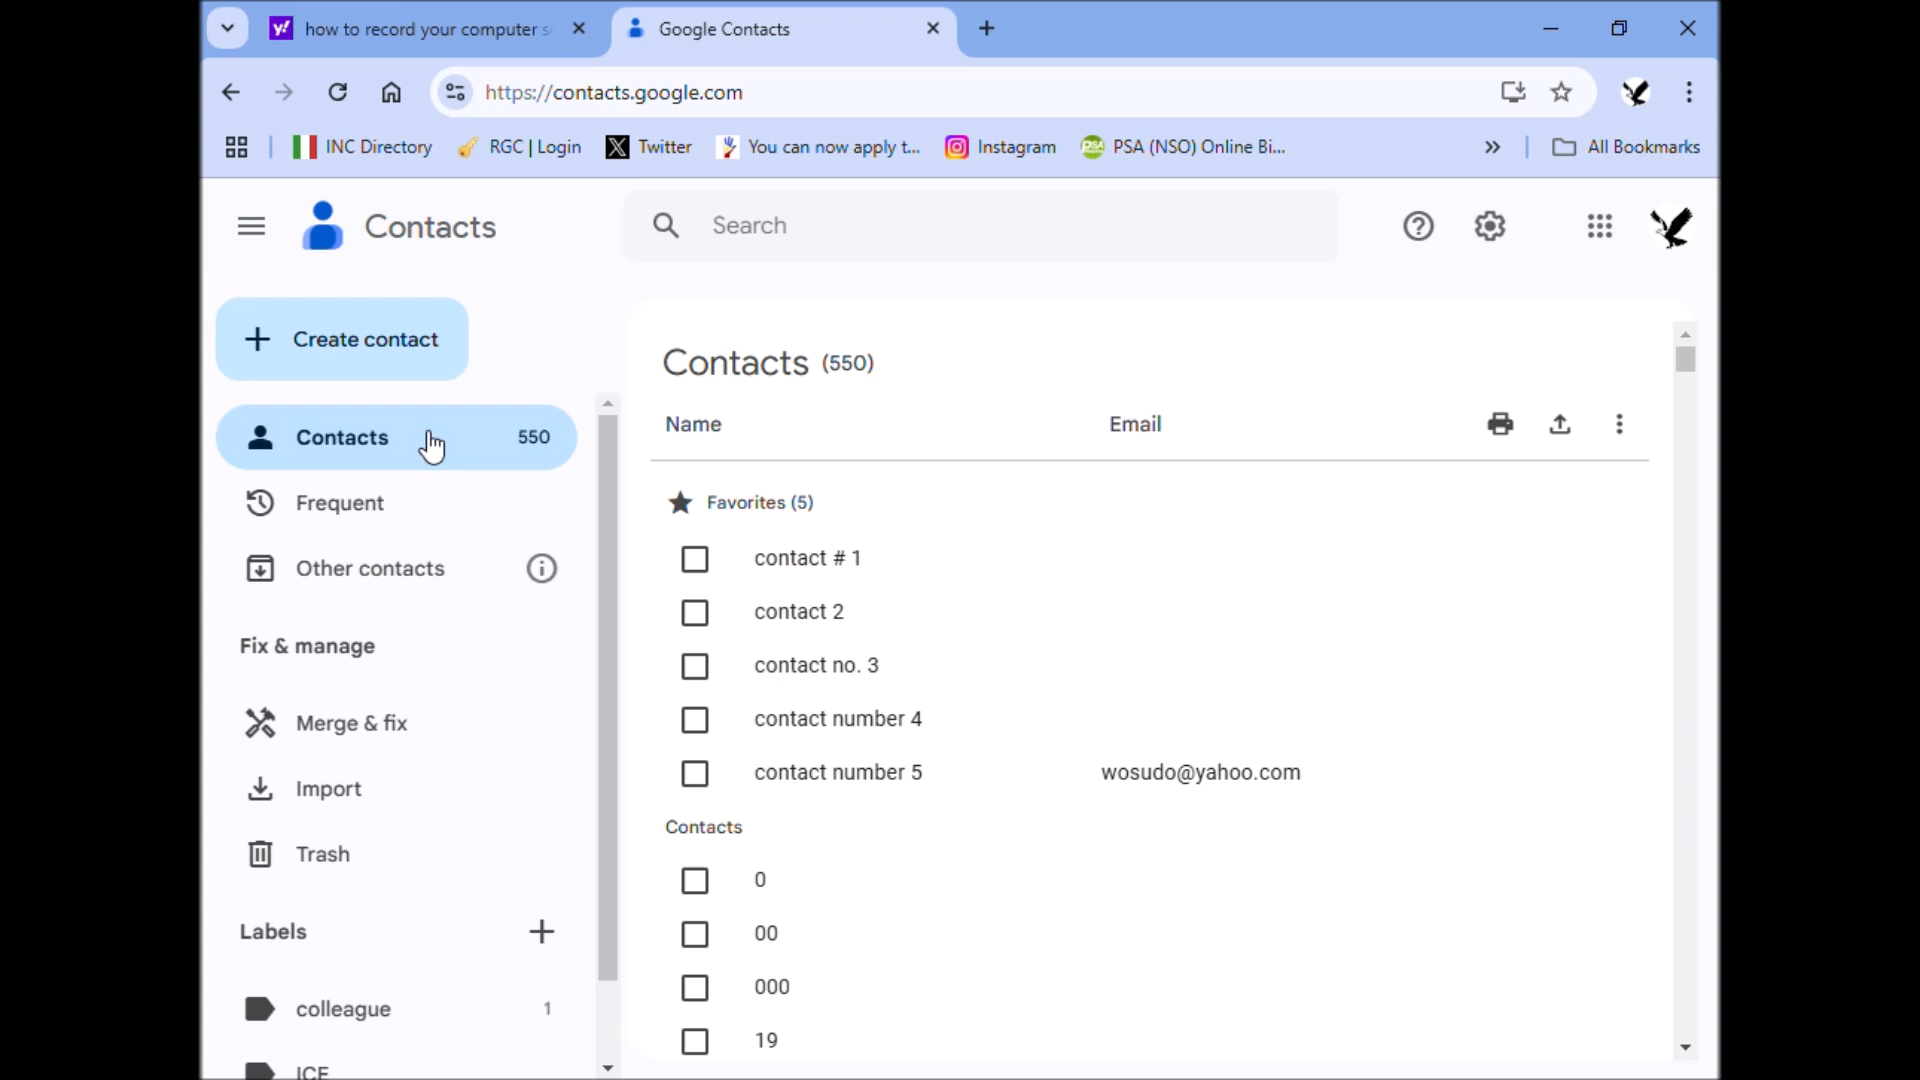 how to record your computer s
Google Contacts
https://contacts.google.com
INC Directory
RGC | Login
Twitter
You can now apply t...
Instagram
PSA (NSO) Online Bi...
All Bookmarks
Contacts
Search
Create contact
Contacts 550
Frequent
Other contacts
Fix & manage
Merge & fix
Import
Trash
Labels
colleague 1
ICE
Contacts (550)
Name Email
Favorites (5)
contact # 1
contact 2
contact no. 3
contact number 4
contact number 5 wosudo@yahoo.com
Contacts
0
00
000
19